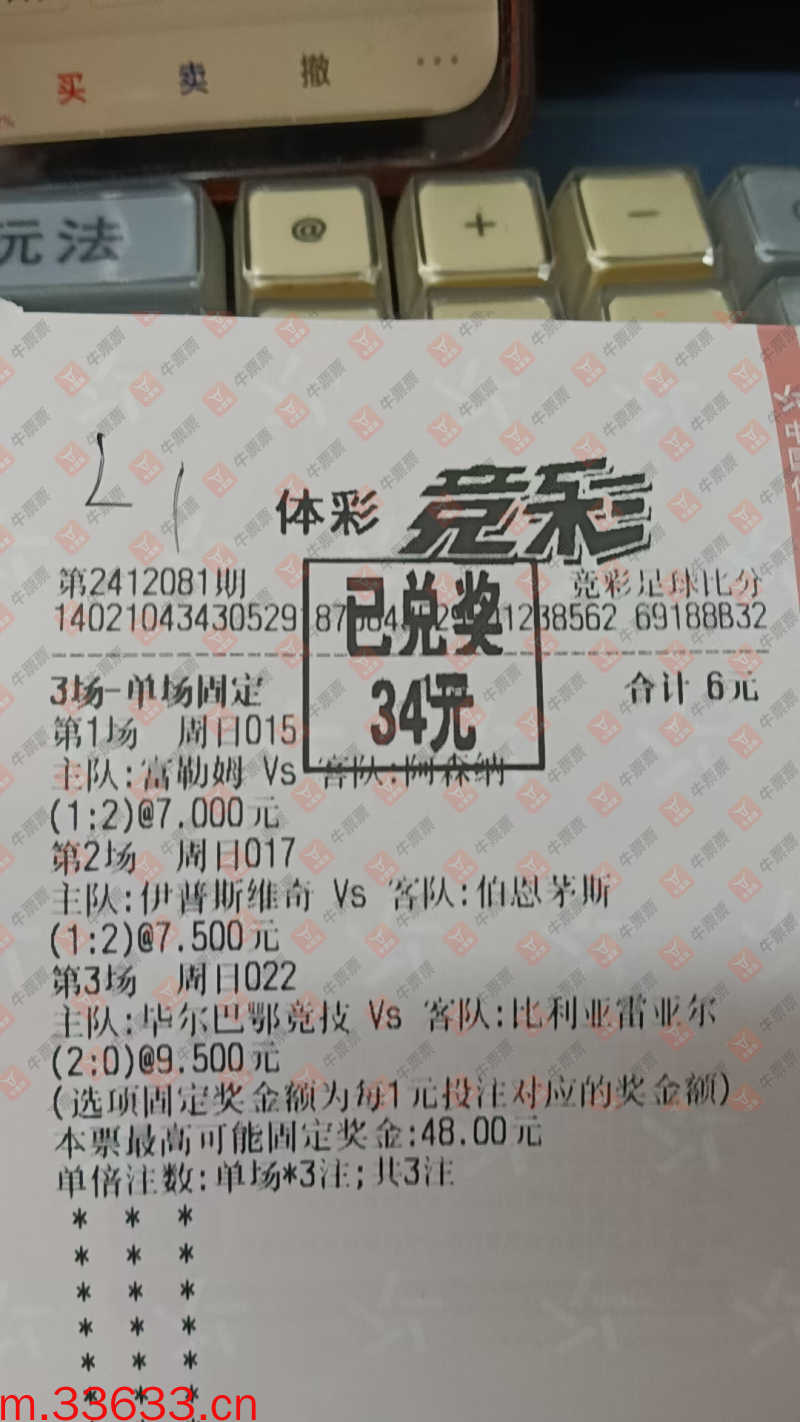 买 卖 撤 ...
玩法 @ + -
体彩 竞彩
第2412081期 竞彩足球比分
69188B32
已兑奖
34元
3场-单场固定 合计 6元
第1场 周日015
主队:富勒姆 Vs 客队:阿森纳
(1:2)@7.000元
第2场 周日017
主队:伊普斯维奇 Vs 客队:伯恩茅斯
(1:2)@7.500元
第3场 周日022
主队:毕尔巴鄂竞技 Vs 客队:比利亚雷亚尔
(2:0)@9.500元
(选项固定奖金额为每1元投注对应的奖金额)
本票最高可能固定奖金:48.00元
单倍注数:单场*3注;共3注
* * *
* * *
* * *
* * *
* * *
* * *
牛票票
m.33633.cn